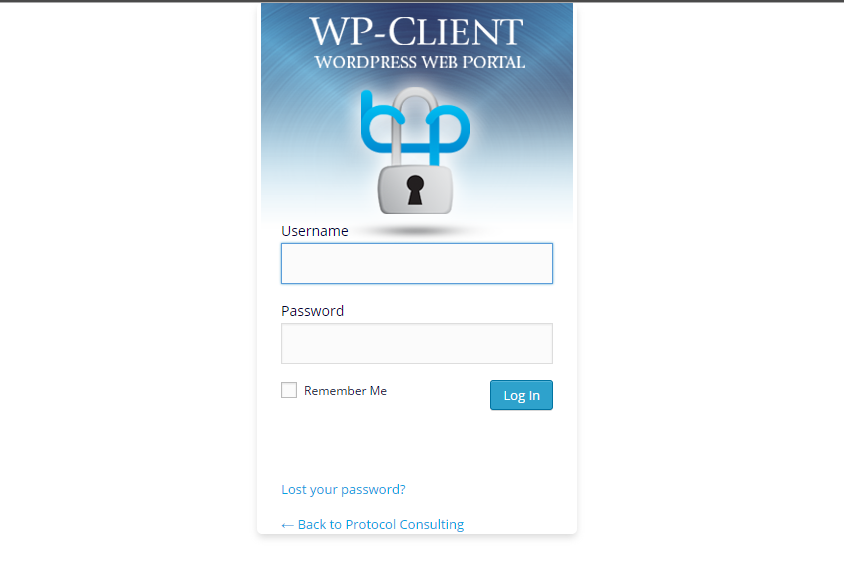 WP-CLIENT
WORDPRESS WEB PORTAL
Username
Password
Remember Me
Log In
Lost your password?
← Back to Protocol Consulting